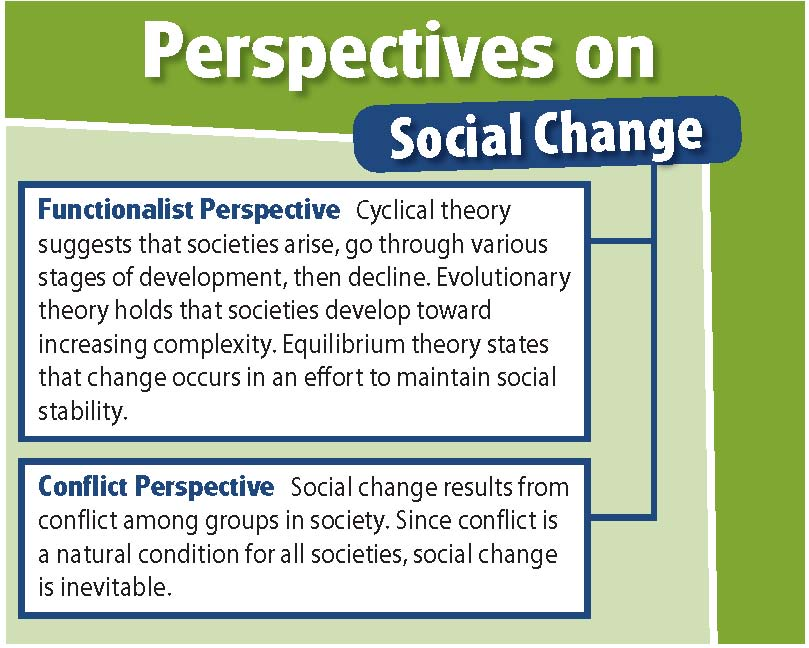 Perspectives on
Social Change
Functionalist Perspective Cyclical theory
suggests that societies arise, go through various
stages of development, then decline. Evolutionary
theory holds that societies develop toward
increasing complexity. Equilibrium theory states
that change occurs in an effort to maintain social
stability.
Conflict Perspective Social change results from
conflict among groups in society. Since conflict is
a natural condition for all societies, social change
is inevitable.